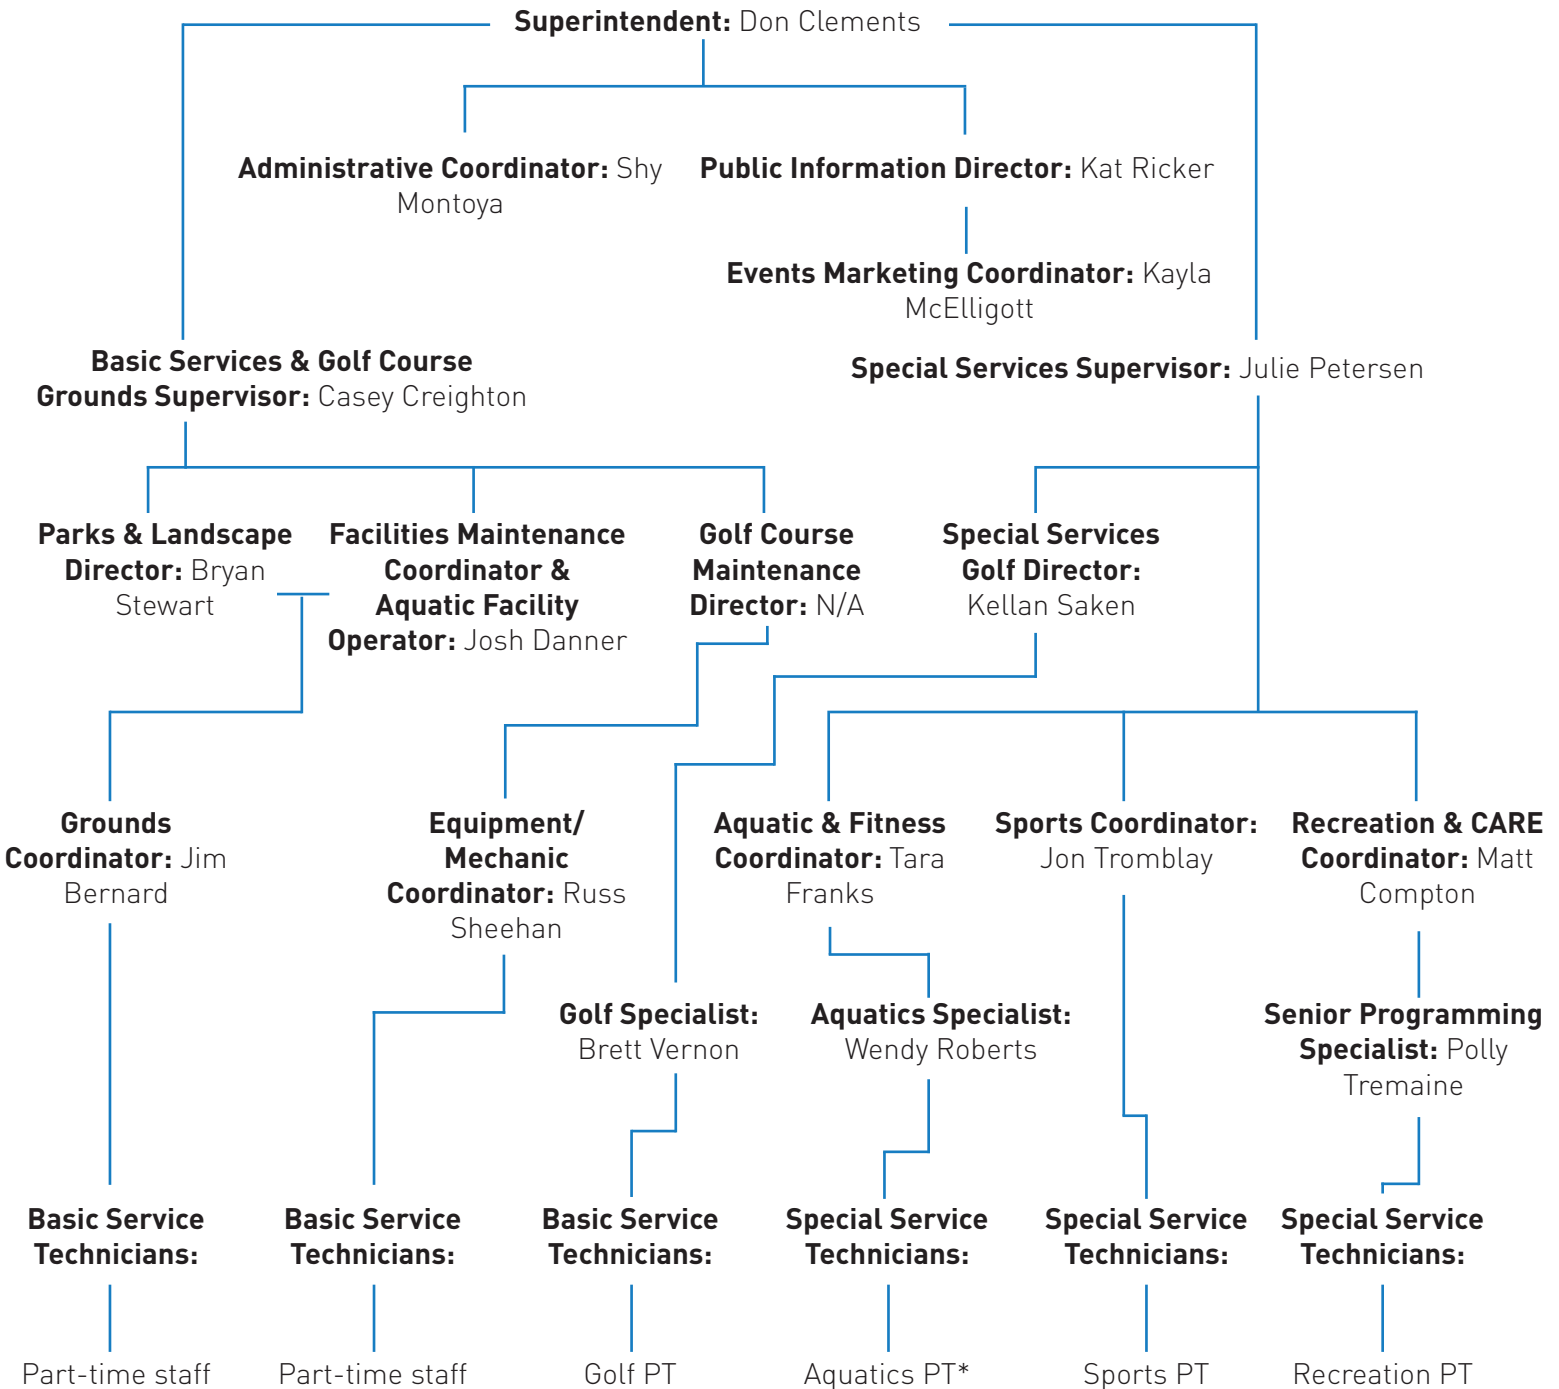 Superintendent: Don Clements
Administrative Coordinator: Shy
Montoya
Public Information Director: Kat Ricker
Events Marketing Coordinator: Kayla
McElligott
Basic Services & Golf Course
Grounds Supervisor: Casey Creighton
Special Services Supervisor: Julie Petersen
Parks & Landscape
Director: Bryan
Stewart
Facilities Maintenance
Coordinator &
Aquatic Facility
Operator: Josh Danner
Golf Course
Maintenance
Director: N/A
Special Services
Golf Director:
Kellan Saken
Grounds
Coordinator: Jim
Bernard
Equipment/
Mechanic
Coordinator: Russ
Sheehan
Aquatic & Fitness
Coordinator: Tara
Franks
Sports Coordinator:
Jon Tromblay
Recreation & CARE
Coordinator: Matt
Compton
Golf Specialist:
Brett Vernon
Aquatics Specialist:
Wendy Roberts
Senior Programming
Specialist: Polly
Tremaine
Basic Service
Technicians:
Basic Service
Technicians:
Basic Service
Technicians:
Special Service
Technicians:
Special Service
Technicians:
Special Service
Technicians:
Part-time staff
Part-time staff
Golf PT
Aquatics PT*
Sports PT
Recreation PT